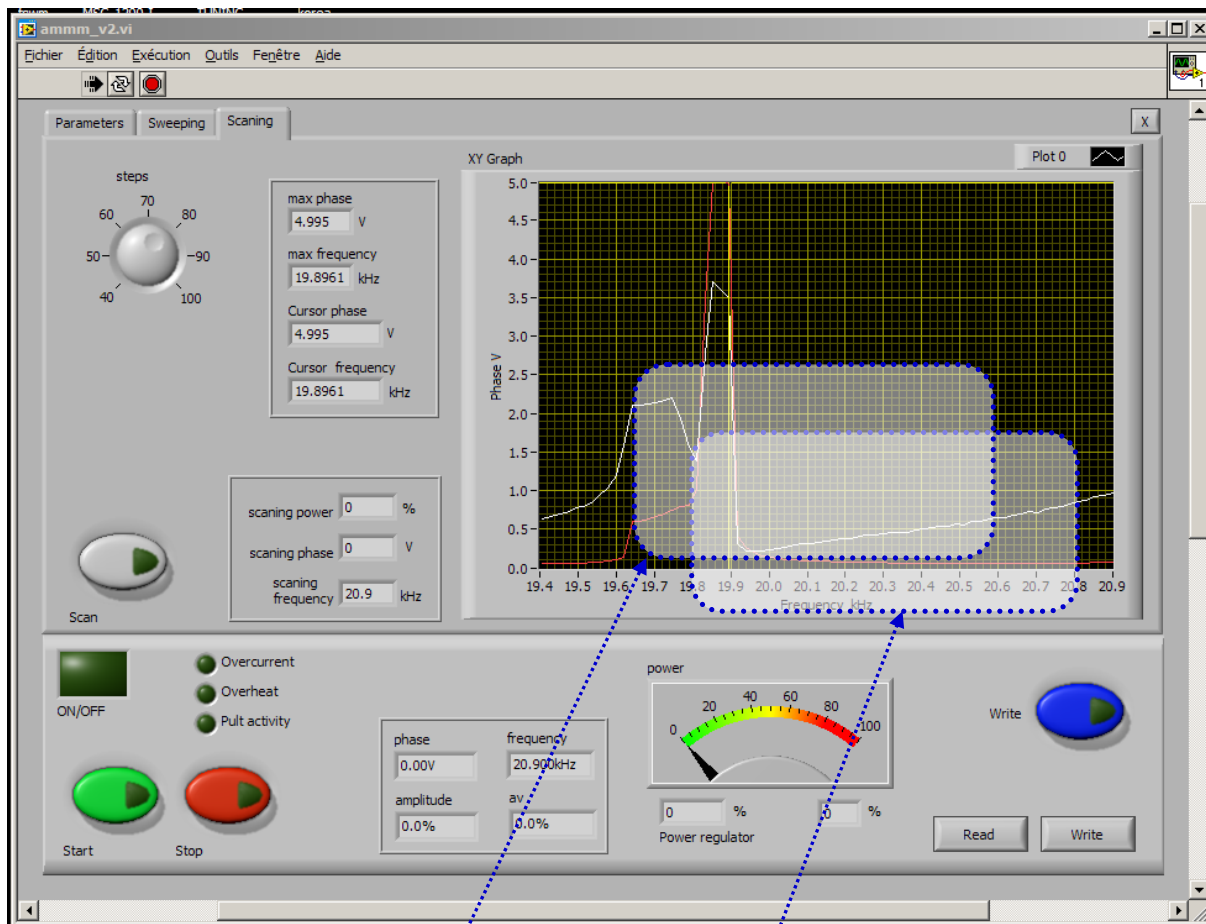 MSG_1200_I TUNING korea
ammm_v2.vi
Fichier Édition Exécution Outils Fenêtre Aide
1
Parameters Sweeping Scaning X
steps
40 50 60 70 80 90 100
max phase
4.995 V
max frequency
19.8961 kHz
Cursor phase
4.995 V
Cursor frequency
19.8961 kHz
scaning power 0 %
scaning phase 0 V
scaning
frequency 20.9 kHz
Scan
XY Graph Plot 0
Phase V
5.0
4.5
4.0
3.5
3.0
2.5
2.0
1.5
1.0
0.5
0.0
19.4 19.5 19.6 19.7 19.8 19.9 20.0 20.1 20.2 20.3 20.4 20.5 20.6 20.7 20.8 20.9
Frequency kHz
ON/OFF
Overcurrent
Overheat
Pult activity
Start Stop
phase frequency
0.00V 20.900kHz
amplitude av
0.0% 0.0%
power
0 20 40 60 80 100
0 % 0 %
Power regulator
Write
Read Write